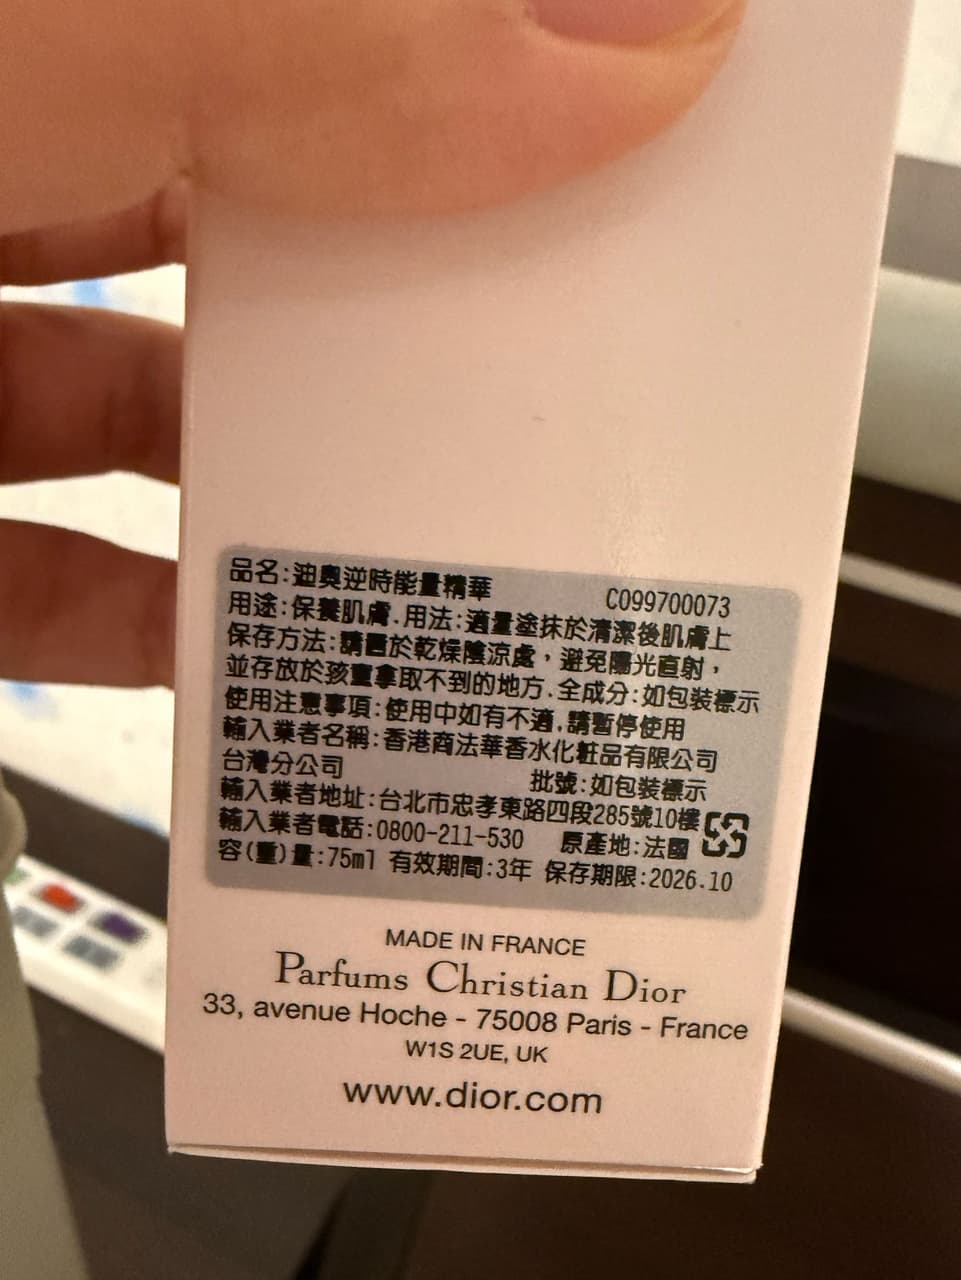 品名:迪奧逆時能量精華 C099700073
用途:保養肌膚.用法:適量塗抹於清潔後肌膚上
保存方法:請置於乾燥陰涼處，避免陽光直射，
並存放於孩童拿取不到的地方.全成分:如包裝標示
使用注意事項:使用中如有不適,請暫停使用
輸入業者名稱:香港商法華香水化粧品有限公司
台灣分公司 批號:如包裝標示
輸入業者地址:台北市忠孝東路四段285號10樓
輸入業者電話:0800-211-530 原產地:法國
容(重)量:75ml 有效期間:3年 保存期限:2026.10
MADE IN FRANCE
Parfums Christian Dior
33, avenue Hoche - 75008 Paris - France
W1S 2UE, UK
www.dior.com